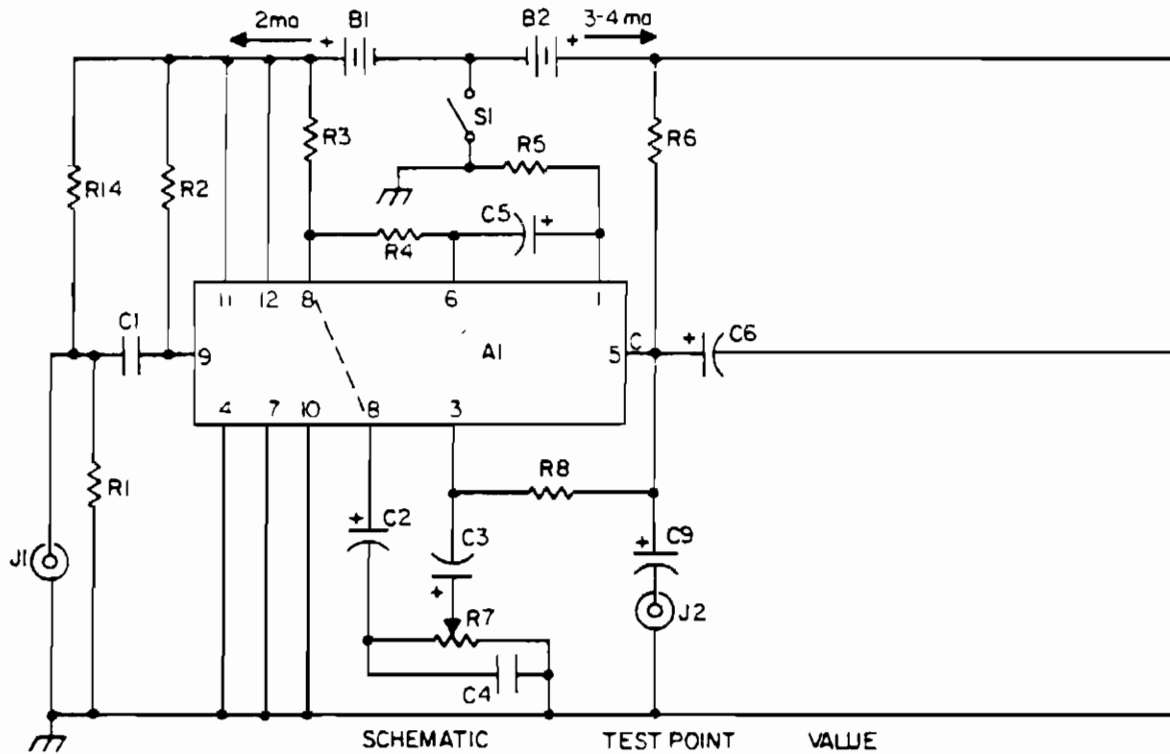 2ma + B1 B2 + 3-4 ma
S1
R3 R5 R6
R14 R2
C5 +
R4
11 12 8 6 1
C1 + C6
9 A1 5 C
4 7 10 8 3
R8
R1
+ C2 C3 + C9
J1
+ R7 J2
C4
SCHEMATIC TEST POINT VALUE